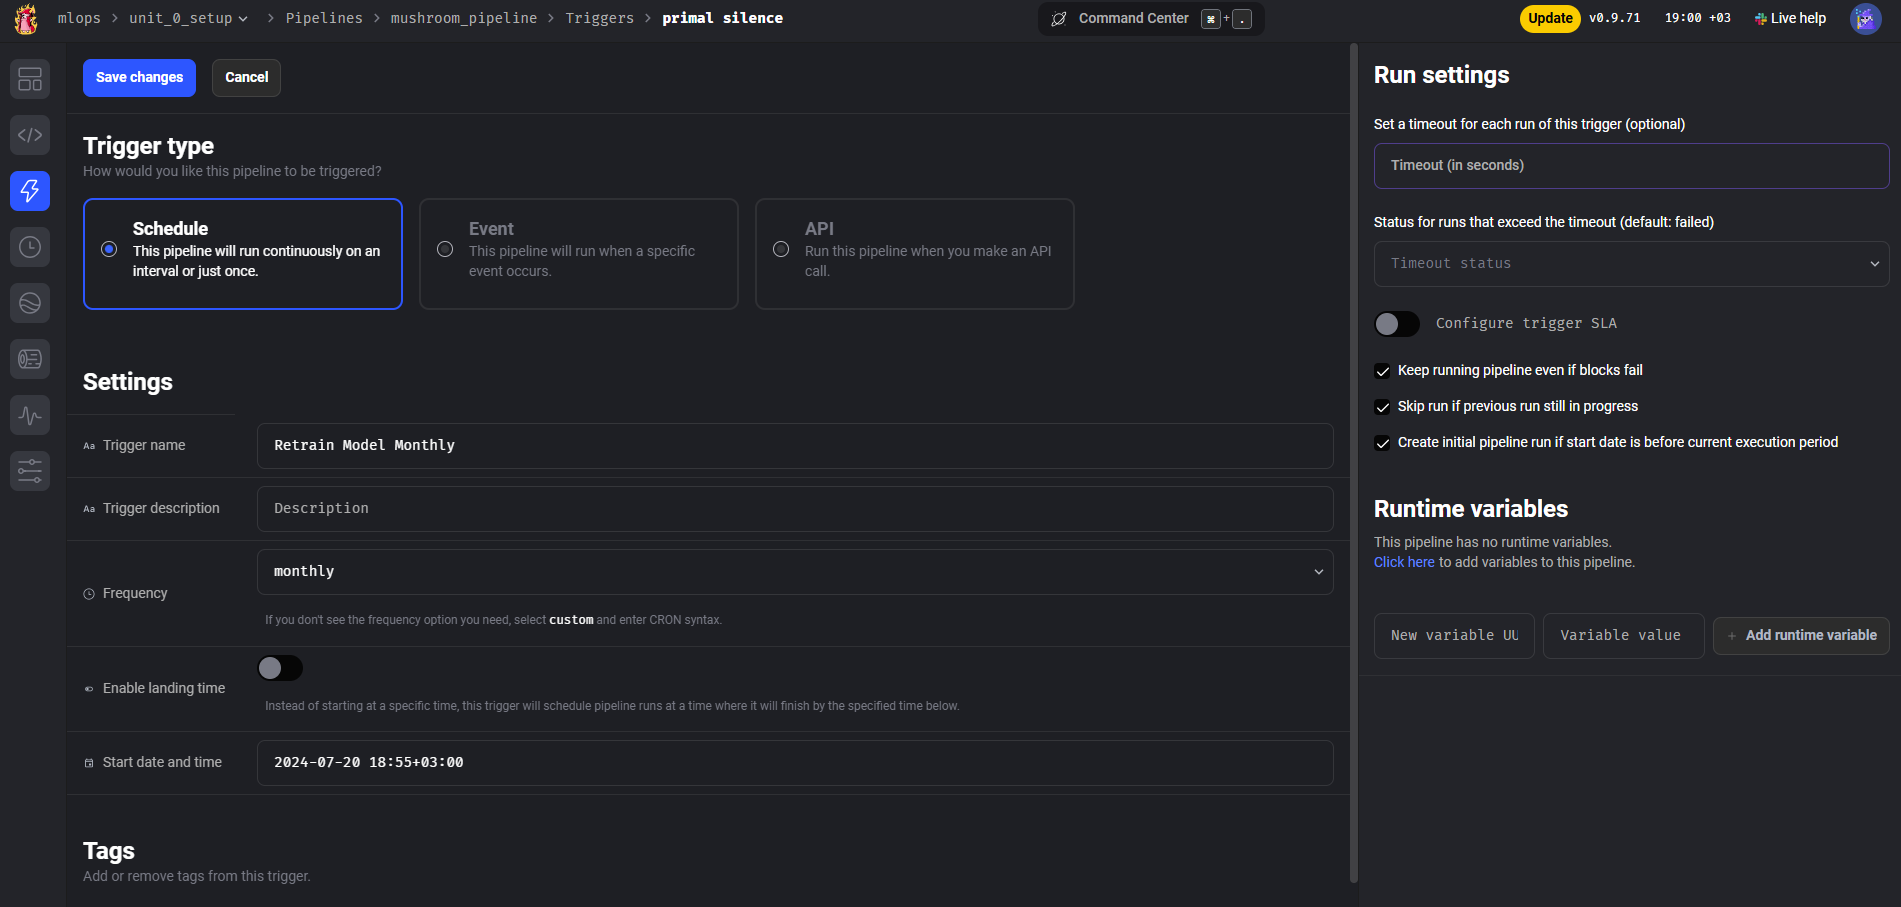 mlops > unit_0_setup > Pipelines > mushroom_pipeline > Triggers > primal silence
Command Center ⌘ + .
Update v0.9.71 19:00 +03 Live help
Save changes Cancel
Trigger type
How would you like this pipeline to be triggered?
Schedule
This pipeline will run continuously on an
interval or just once.
Event
This pipeline will run when a specific
event occurs.
API
Run this pipeline when you make an API
call.
Settings
Aa Trigger name Retrain Model Monthly
Aa Trigger description Description
Frequency monthly
If you don't see the frequency option you need, select custom and enter CRON syntax.
Enable landing time
Instead of starting at a specific time, this trigger will schedule pipeline runs at a time where it will finish by the specified time below.
Start date and time 2024-07-20 18:55+03:00
Tags
Add or remove tags from this trigger.
Run settings
Set a timeout for each run of this trigger (optional)
Timeout (in seconds)
Status for runs that exceed the timeout (default: failed)
Timeout status
Configure trigger SLA
Keep running pipeline even if blocks fail
Skip run if previous run still in progress
Create initial pipeline run if start date is before current execution period
Runtime variables
This pipeline has no runtime variables.
Click here to add variables to this pipeline.
New variable UU Variable value + Add runtime variable